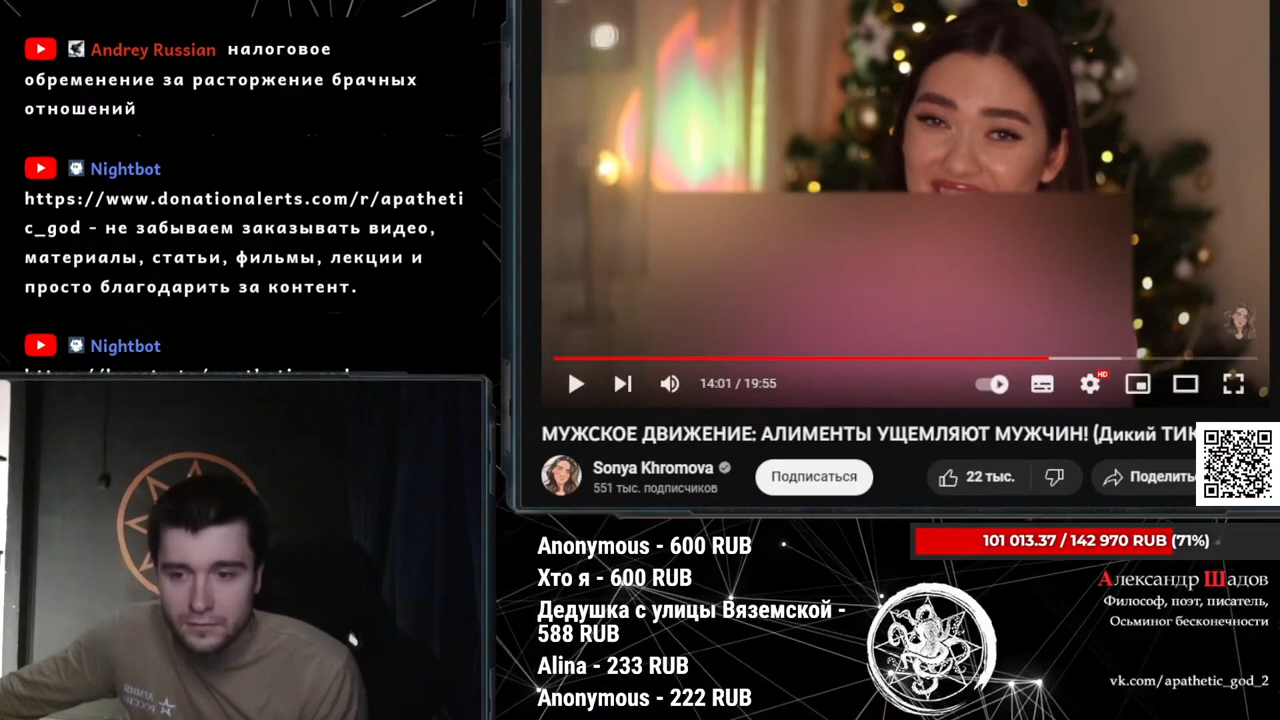 Andrey Russian налоговое
обременение за расторжение брачных
отношений
Nightbot
https://www.donationalerts.com/r/apatheti
c_god - не забываем заказывать видео,
материалы, статьи, фильмы, лекции и
просто благодарить за контент.
Nightbot
14:01 / 19:55
HD
МУЖСКОЕ ДВИЖЕНИЕ: АЛИМЕНТЫ УЩЕМЛЯЮТ МУЖЧИН! (Дикий ТИК
Sonya Khromova
551 тыс. подписчиков
Подписаться
22 тыс.
Поделить
Anonymous - 600 RUB
Хто я - 600 RUB
Дедушка с улицы Вяземской -
588 RUB
Alina - 233 RUB
Anonymous - 222 RUB
101 013.37 / 142 970 RUB (71%)
Александр Шадов
Философ, поэт, писатель,
Осьминог бесконечности
vk.com/apathetic_god_2
АРМИЯ
РОССИИ